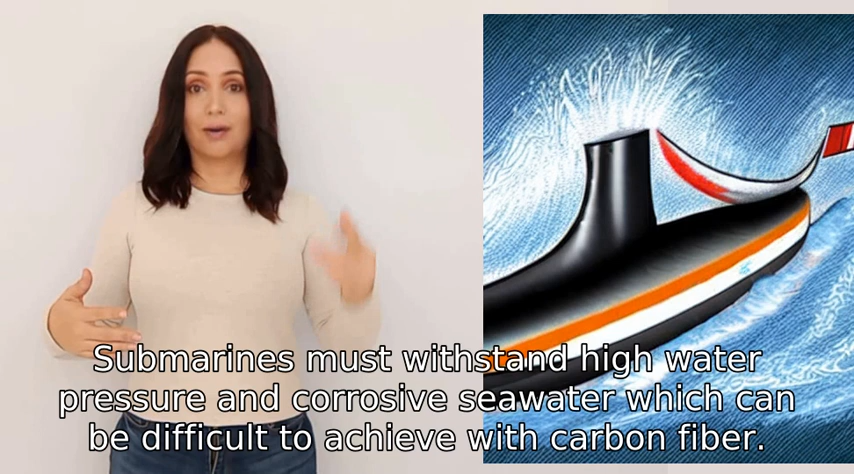 Submarines must withstand high water
pressure and corrosive seawater which can
be difficult to achieve with carbon fiber.